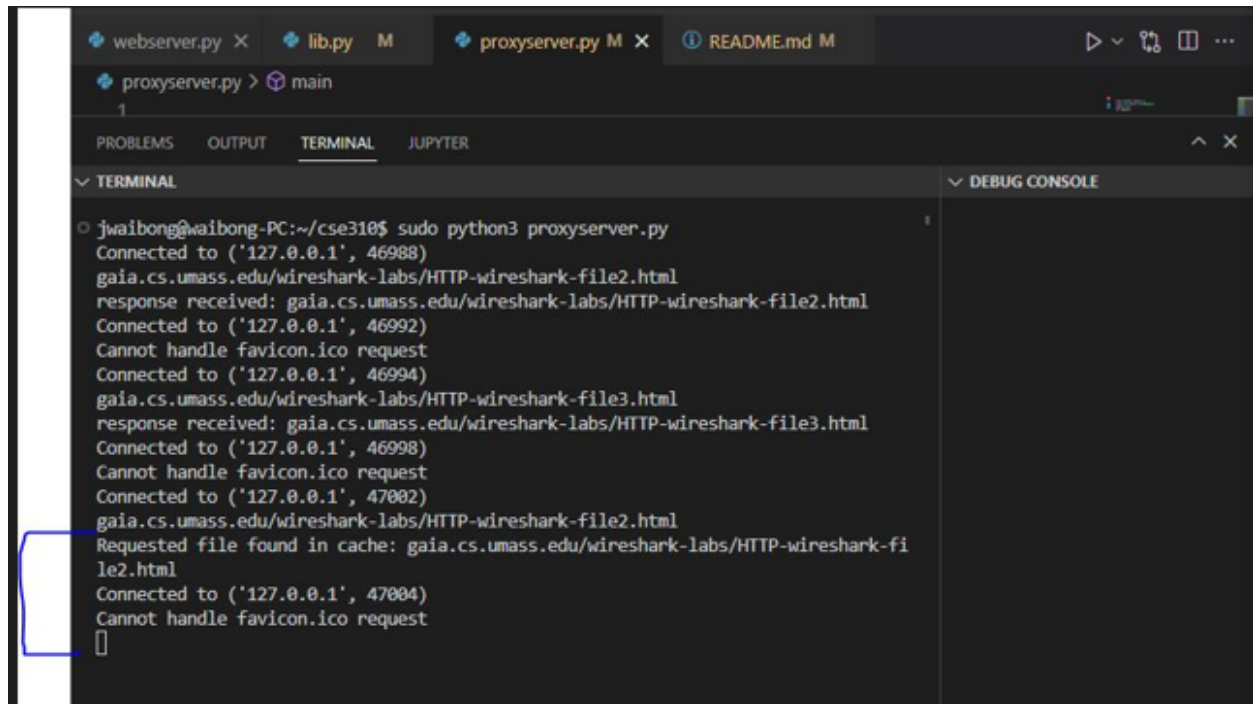 webserver.py
lib.py M
proxyserver.py M
README.md M
proxyserver.py > main
1
PROBLEMS OUTPUT TERMINAL JUPYTER
TERMINAL
DEBUG CONSOLE
jwaibong@waibong-PC:~/cse310$ sudo python3 proxyserver.py
Connected to ('127.0.0.1', 46988)
gaia.cs.umass.edu/wireshark-labs/HTTP-wireshark-file2.html
response received: gaia.cs.umass.edu/wireshark-labs/HTTP-wireshark-file2.html
Connected to ('127.0.0.1', 46992)
Cannot handle favicon.ico request
Connected to ('127.0.0.1', 46994)
gaia.cs.umass.edu/wireshark-labs/HTTP-wireshark-file3.html
response received: gaia.cs.umass.edu/wireshark-labs/HTTP-wireshark-file3.html
Connected to ('127.0.0.1', 46998)
Cannot handle favicon.ico request
Connected to ('127.0.0.1', 47002)
gaia.cs.umass.edu/wireshark-labs/HTTP-wireshark-file2.html
Requested file found in cache: gaia.cs.umass.edu/wireshark-labs/HTTP-wireshark-fi
le2.html
Connected to ('127.0.0.1', 47004)
Cannot handle favicon.ico request